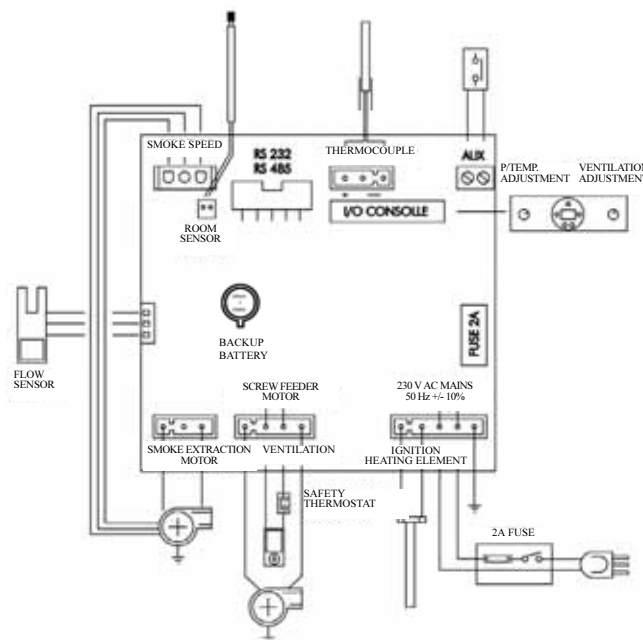 SMOKE SPEED
RS 232
RS 485
THERMOCOUPLE
AUX
P/TEMP.
ADJUSTMENT
VENTILATION
ADJUSTMENT
ROOM
SENSOR
I/O CONSOLLE
FLOW
SENSOR
BACKUP
BATTERY
FUSE 2A
SCREW FEEDER
MOTOR
230 V AC MAINS
50 Hz +/- 10%
SMOKE EXTRACTION
MOTOR
VENTILATION
IGNITION
HEATING ELEMENT
SAFETY
THERMOSTAT
2A FUSE